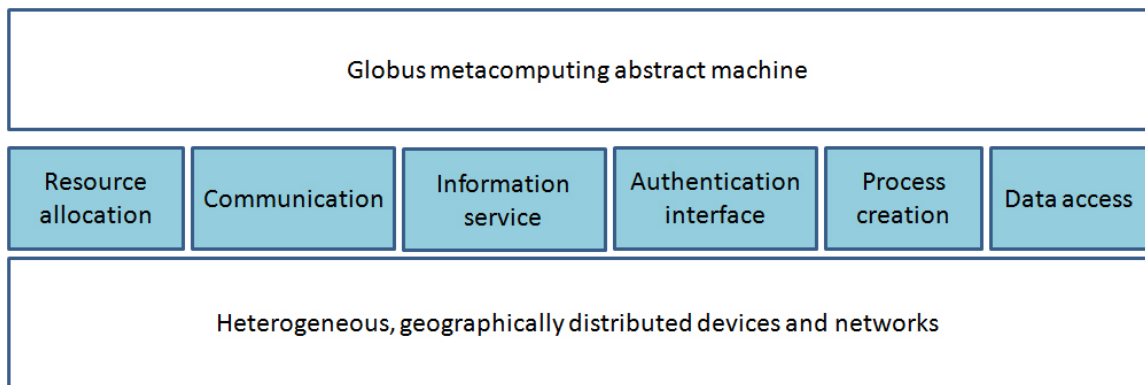 Globus metacomputing abstract machine
Resource
allocation
Communication
Information
service
Authentication
interface
Process
creation
Data access
Heterogeneous, geographically distributed devices and networks